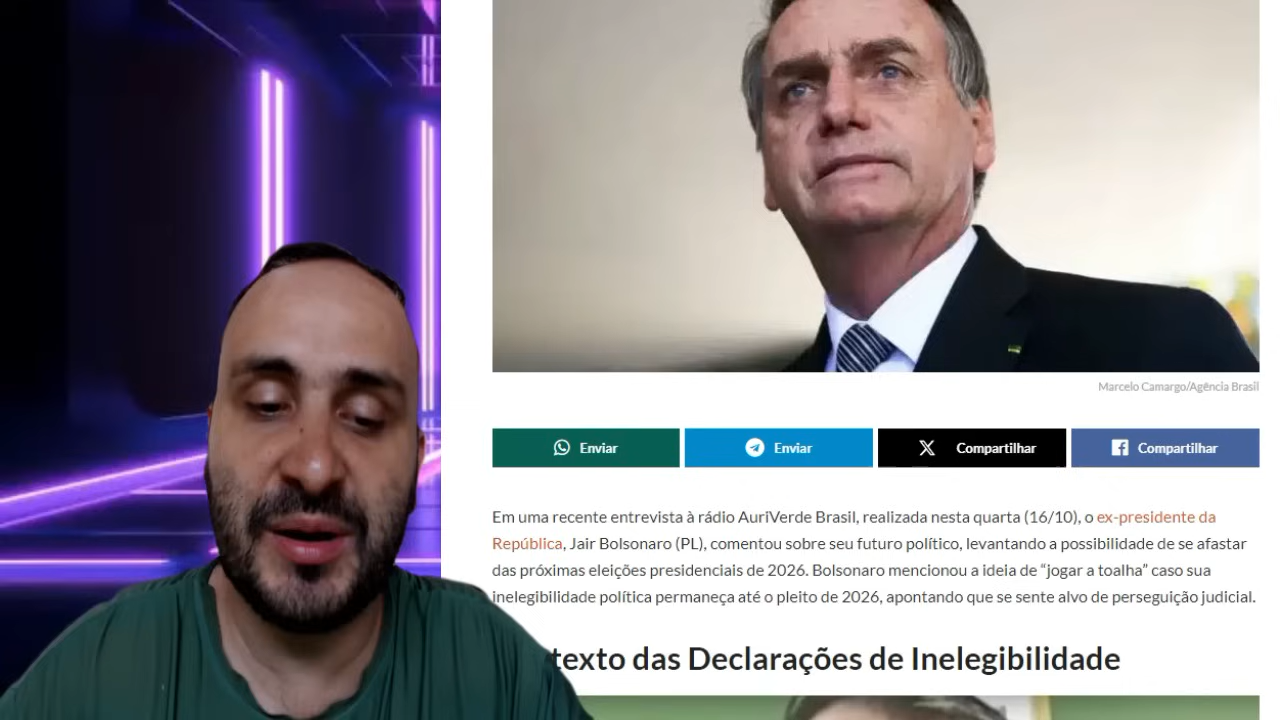 Marcelo Camargo/Agência Brasil
Enviar
Enviar
Compartilhar
Compartilhar
Em uma recente entrevista à rádio AuriVerde Brasil, realizada nesta quarta (16/10), o ex-presidente da
República, Jair Bolsonaro (PL), comentou sobre seu futuro político, levantando a possibilidade de se afastar
das próximas eleições presidenciais de 2026. Bolsonaro mencionou a ideia de “jogar a toalha” caso sua
inelegibilidade política permaneça até o pleito de 2026, apontando que se sente alvo de perseguição judicial.
texto das Declarações de Inelegibilidade